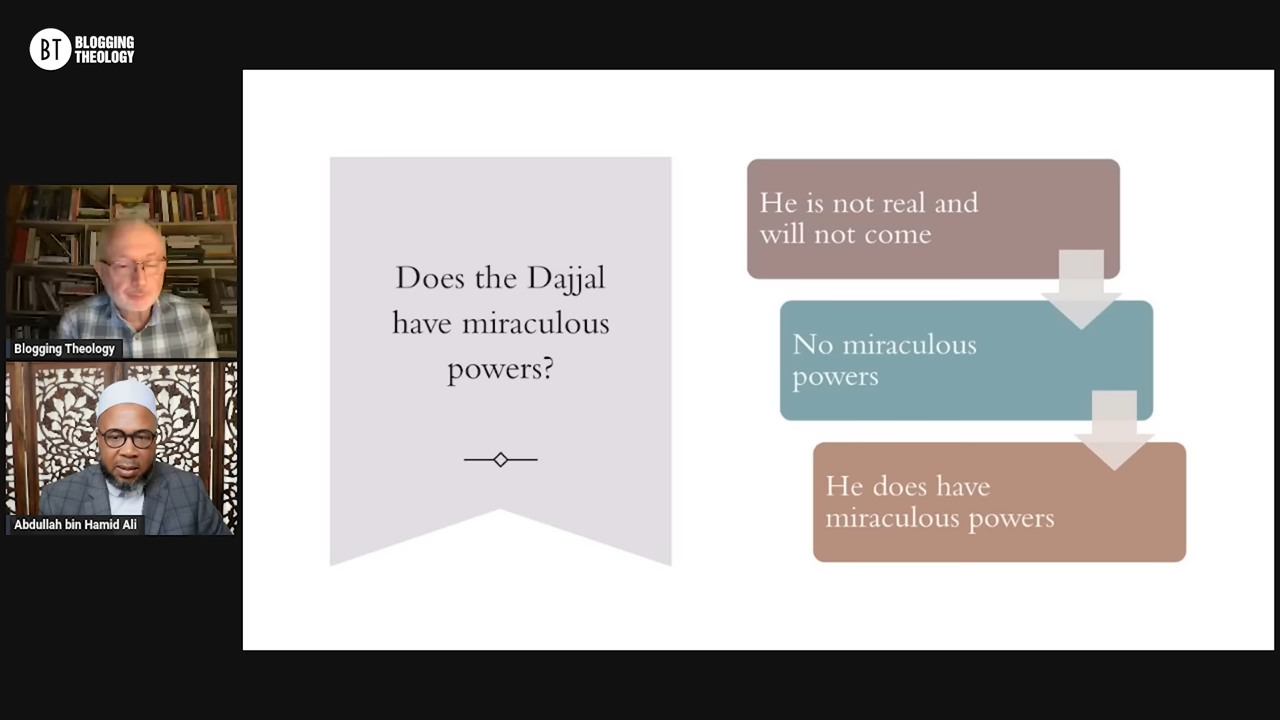 BT BLOGGING
THEOLOGY
Blogging Theology
Abdullah bin Hamid Ali
Does the Dajjal
have miraculous
powers?
He is not real and
will not come
No miraculous
powers
He does have
miraculous powers